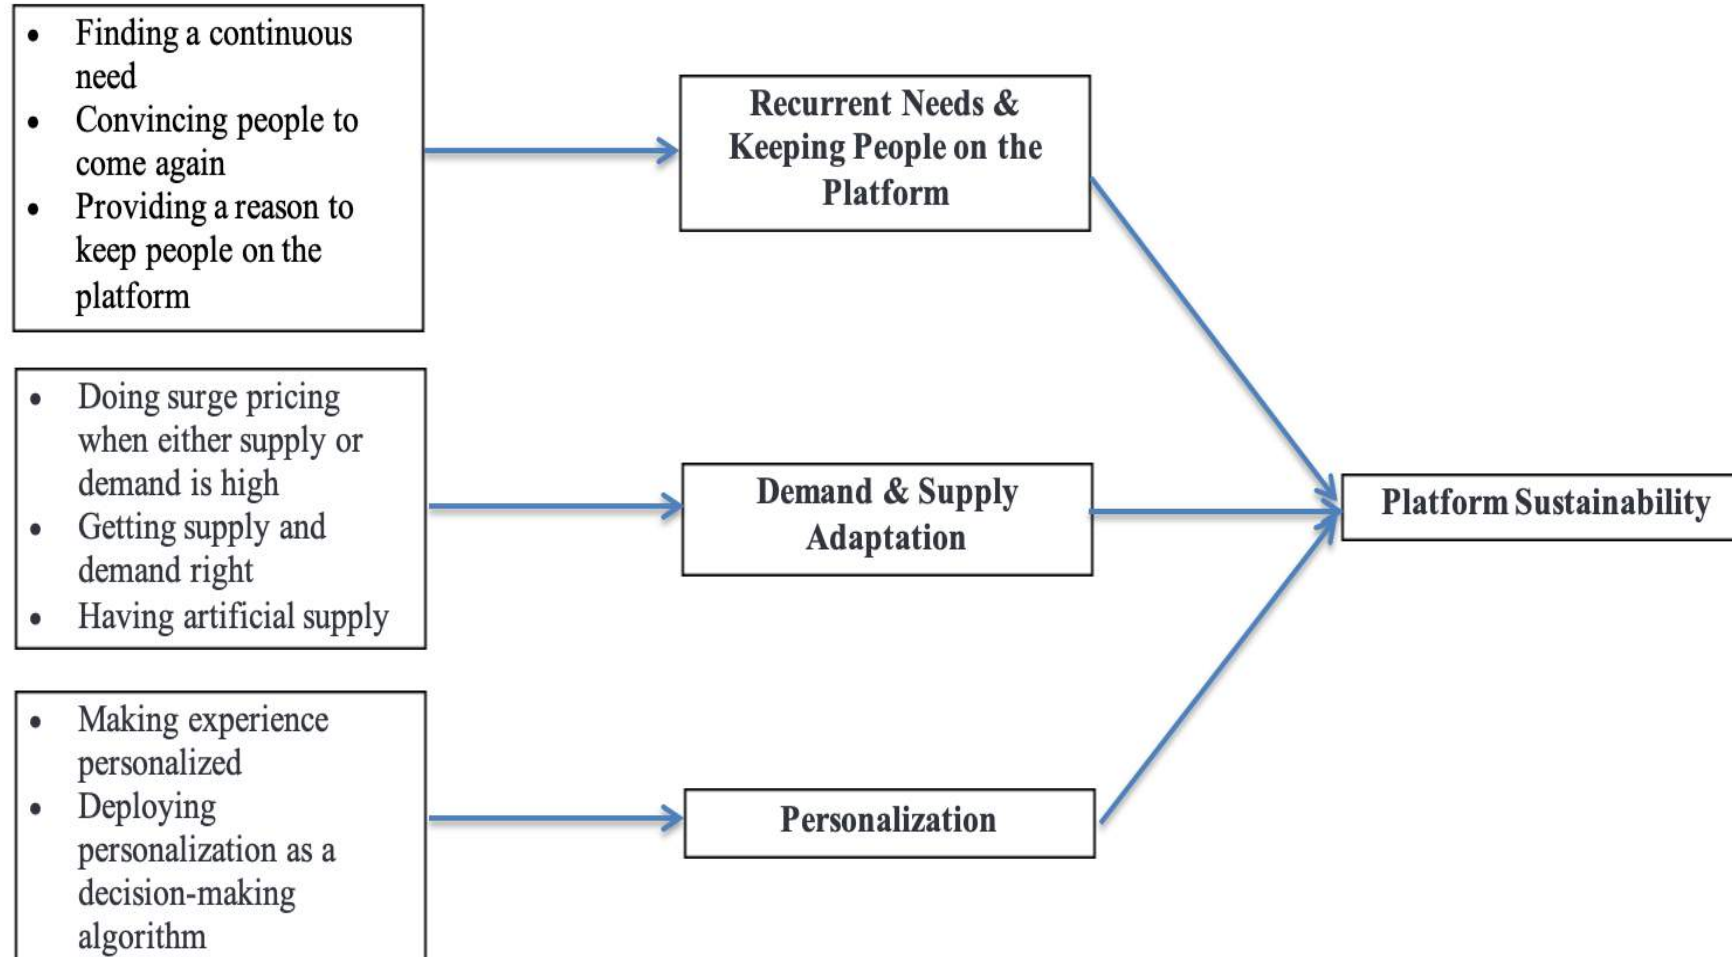 • Finding a continuous
need
• Convincing people to
come again
• Providing a reason to
keep people on the
platform
Recurrent Needs &
Keeping People on the
Platform
• Doing surge pricing
when either supply or
demand is high
• Getting supply and
demand right
• Having artificial supply
Demand & Supply
Adaptation
Platform Sustainability
• Making experience
personalized
• Deploying
personalization as a
decision-making
algorithm
Personalization